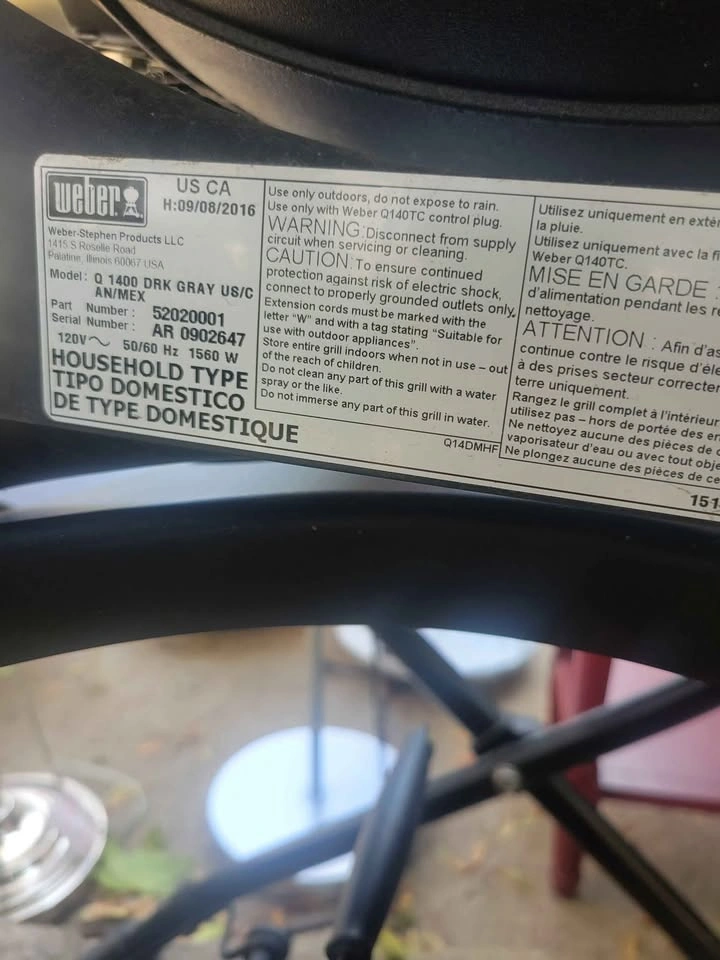 weber
US CA
H:09/08/2016
Weber-Stephen Products LLC
1415 S Roselle Road
Palatine, Illinois 60067 USA
Model: Q 1400 DRK GRAY US/C
AN/MEX
Part Number: 52020001
Serial Number: AR 0902647
120V~ 50/60 Hz 1560 W
HOUSEHOLD TYPE
TIPO DOMESTICO
DE TYPE DOMESTIQUE
Use only outdoors, do not expose to rain.
Use only with Weber Q140TC control plug.
WARNING: Disconnect from supply
circuit when servicing or cleaning.
CAUTION: To ensure continued
protection against risk of electric shock,
connect to properly grounded outlets only.
Extension cords must be marked with the
letter "W" and with a tag stating "Suitable for
use with outdoor appliances".
Store entire grill indoors when not in use – out
of the reach of children.
Do not clean any part of this grill with a water
spray or the like.
Do not immerse any part of this grill in water.
Q14DMHF
Utilisez uniquement en
la pluie.
Utilisez uniquement avec la
Weber Q140TC.
MISE EN GARDE :
d'alimentation pendant les
nettoyage.
ATTENTION : Afin
continue contre le risque
à des prises secteur
terre uniquement.
Rangez le grill complet à l'intérieur
utilisez pas – hors de portée des
Ne nettoyez aucune des pièces de
vaporisateur d'eau ou avec tout
Ne plongez aucune des pièces de